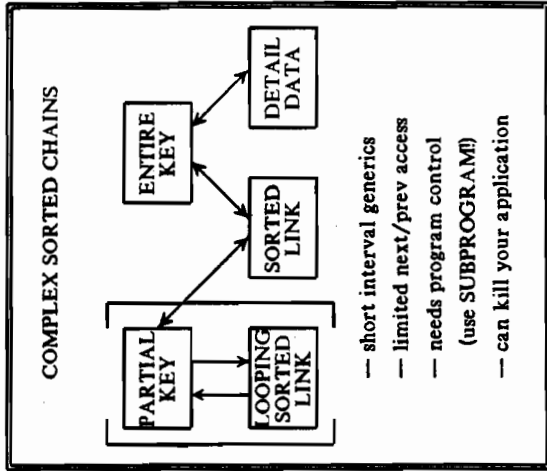 COMPLEX SORTED CHAINS
PARTIAL
KEY
ENTIRE
KEY
LOOPING
SORTED
LINK
SORTED
LINK
DETAIL
DATA
— short interval generics
— limited next/prev access
— needs program control
(use SUBPROGRAM!)
— can kill your application